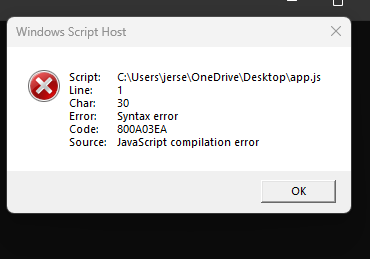 Windows Script Host
Script: C:\Users\jerse\OneDrive\Desktop\app.js
Line: 1
Char: 30
Error: Syntax error
Code: 800A03EA
Source: JavaScript compilation error
OK